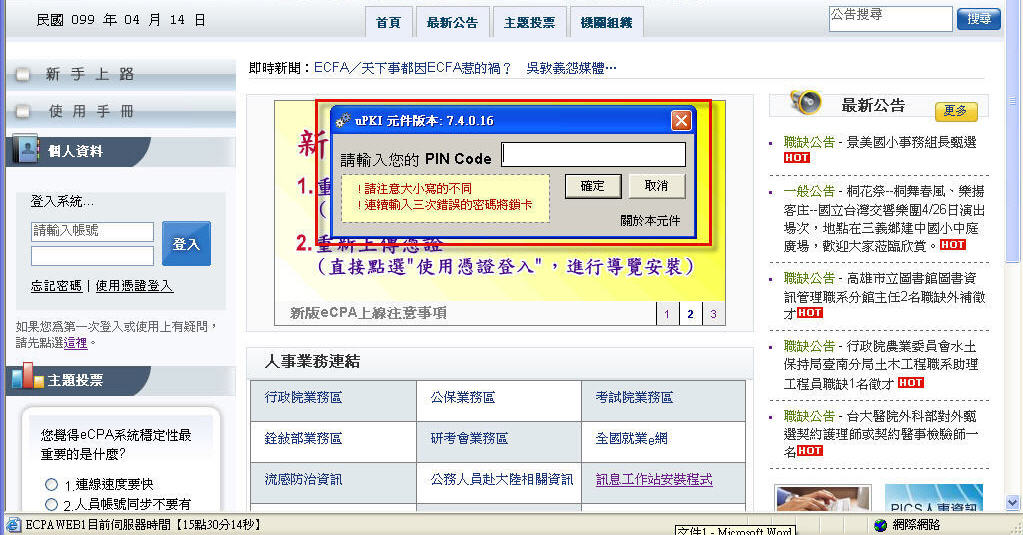 民國 099 年 04 月 14 日
首頁
最新公告
主題投票
機關組織
公告搜尋
搜尋
新 手 上 路
使 用 手 冊
個人資料
登入系統...
請輸入帳號
登入
忘記密碼 | 使用憑證登入
如果您為第一次登入或使用上有疑問，
請先點選這裡。
主題投票
您覺得eCPA系統穩定性最
重要的是什麼?
1.連線速度要快
2.人員帳號同步不要有
即時新聞：ECFA／天下事都因ECFA惹的禍？ 吳敦義怨媒體…
新
1.重
(
2.重新上傳憑證
(直接點選"使用憑證登入"，進行導覽安裝)
uPKI 元件版本: 7.4.0.16
請輸入您的 PIN Code
! 請注意大小寫的不同
! 連續輸入三次錯誤的密碼將鎖卡
確定
取消
關於本元件
新版eCPA上線注意事項
1
2
3
人事業務連結
行政院業務區
公保業務區
考試院業務區
銓敘部業務區
研考會業務區
全國就業e網
流感防治資訊
公務人員赴大陸相關資訊
訊息工作站安裝程式
最新公告
更多
職缺公告 - 景美國小事務組長甄選
HOT
一般公告 - 桐花祭--桐舞春風、樂揚
客庄--國立台灣交響樂團4/26日演出
場次，地點在三義鄉建中國小中庭
廣場，歡迎大家蒞臨欣賞。HOT
職缺公告 - 高雄市立圖書館圖書資
訊管理職系分館主任2名職缺外補徵
才HOT
職缺公告 - 行政院農業委員會水土
保持局臺南分局土木工程職系助理
工程員職缺1名徵才 HOT
職缺公告 - 台大醫院外科部對外甄
選契約護理師或契約醫事檢驗師一
名HOT
PICS人事資訊
ECPAWEB1目前伺服器時間【15點30分14秒】
文件1 - Microsoft Word
網際網路